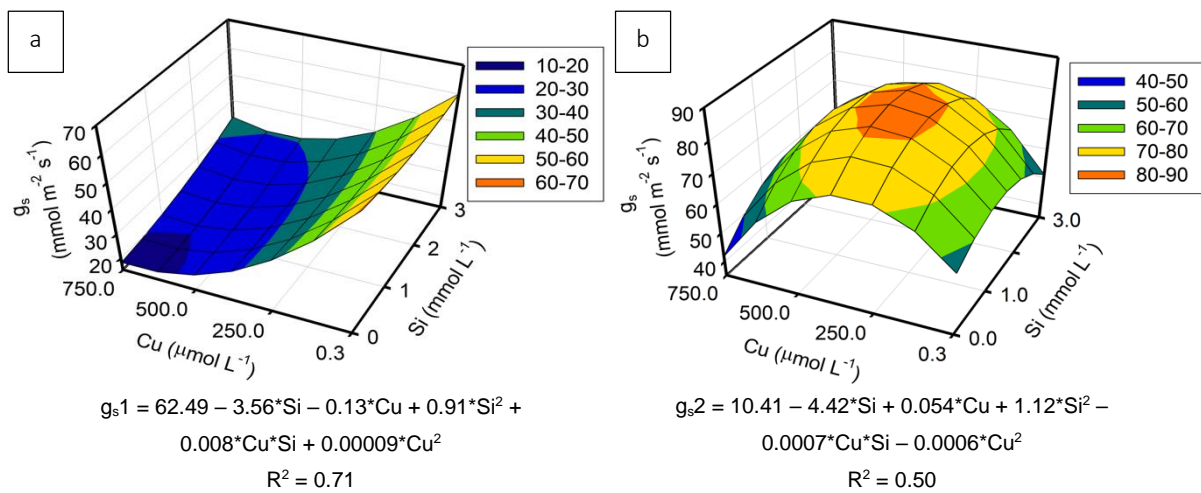 a
70
60
50
40
30
20
gₛ
(mmol m⁻² s⁻¹)
750.0
500.0
250.0
0.3
Cu (μmol L⁻¹)
0
1
2
3
Si (mmol L⁻¹)
10-20
20-30
30-40
40-50
50-60
60-70
gₛ1 = 62.49 – 3.56*Si – 0.13*Cu + 0.91*Si² +
0.008*Cu*Si + 0.00009*Cu²
R² = 0.71
b
90
80
70
60
50
40
gₛ
(mmol m⁻² s⁻¹)
750.0
500.0
250.0
0.3
Cu (μmol L⁻¹)
0.0
1.0
3.0
Si (mmol L⁻¹)
40-50
50-60
60-70
70-80
80-90
gₛ2 = 10.41 – 4.42*Si + 0.054*Cu + 1.12*Si² –
0.0007*Cu*Si – 0.0006*Cu²
R² = 0.50